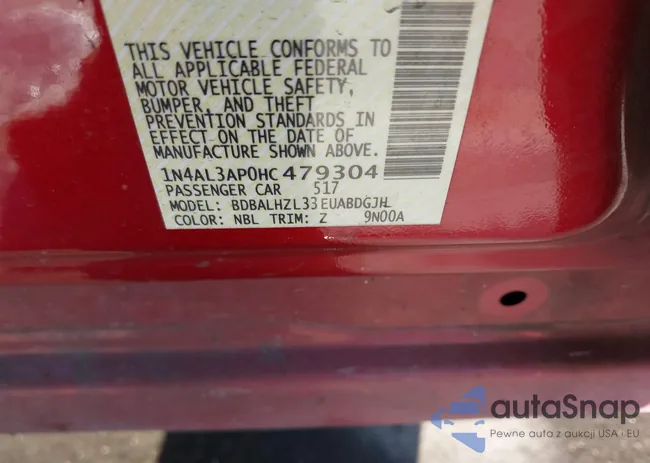 THIS VEHICLE CONFORMS TO
ALL APPLICABLE FEDERAL
MOTOR VEHICLE SAFETY,
BUMPER, AND THEFT
PREVENTION STANDARDS IN
EFFECT ON THE DATE OF
MANUFACTURE SHOWN ABOVE.
1N4AL3AP0HC479304
PASSENGER CAR 517
MODEL: BDBALHZL33EUABDGJHL
COLOR: NBL TRIM: Z 9N00A
autoSnap
Pewne auta z aukcji USA i EU